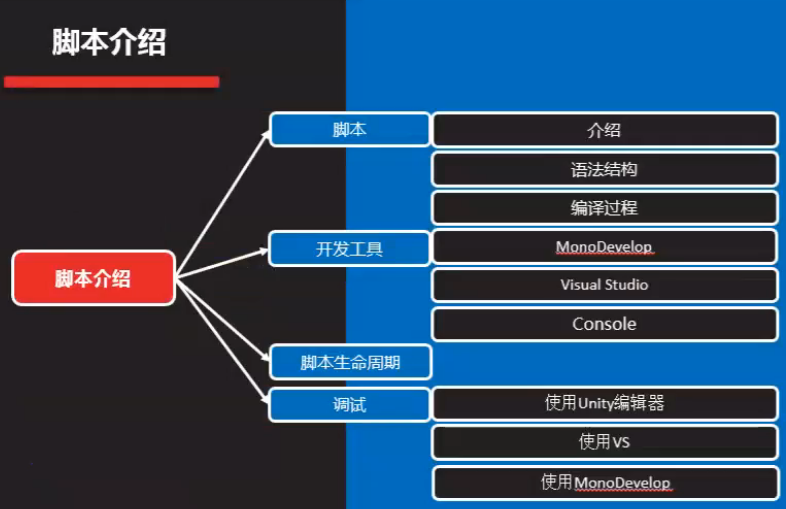 脚本介绍
脚本介绍
脚本
介绍
语法结构
编译过程
开发工具
MonoDevelop
Visual Studio
Console
脚本生命周期
调试
使用Unity编辑器
使用VS
使用MonoDevelop